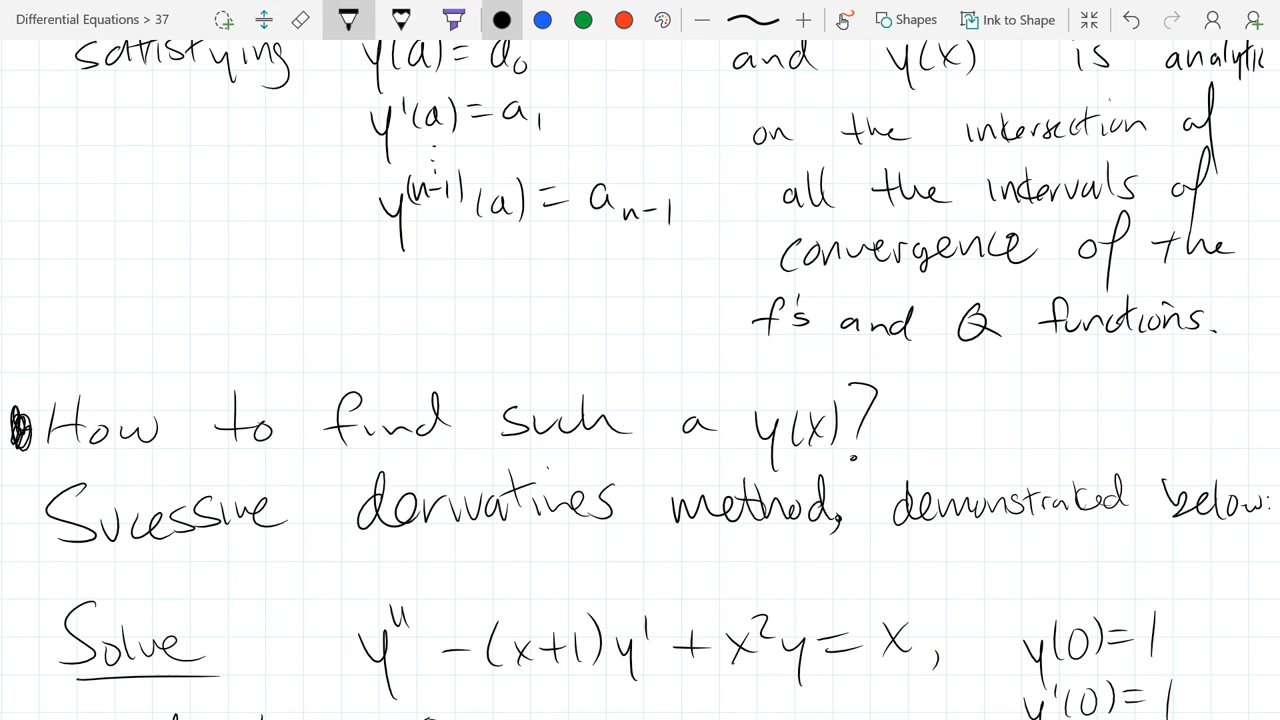 Differential Equations > 37
Shapes
Ink to Shape
satisfying y(a) = a₀
y'(a) = a₁
⋮
y⁽ⁿ⁻¹⁾(a) = aₙ₋₁
and y(x) is analytic
on the intersection of
all the intervals of
convergence of the
f's and Q functions.
How to find such a y(x)?
Sucessive derivatives method, demonstrated below:
Solve y'' - (x+1)y' + x²y = x, y(0) = 1
y'(0) = 1